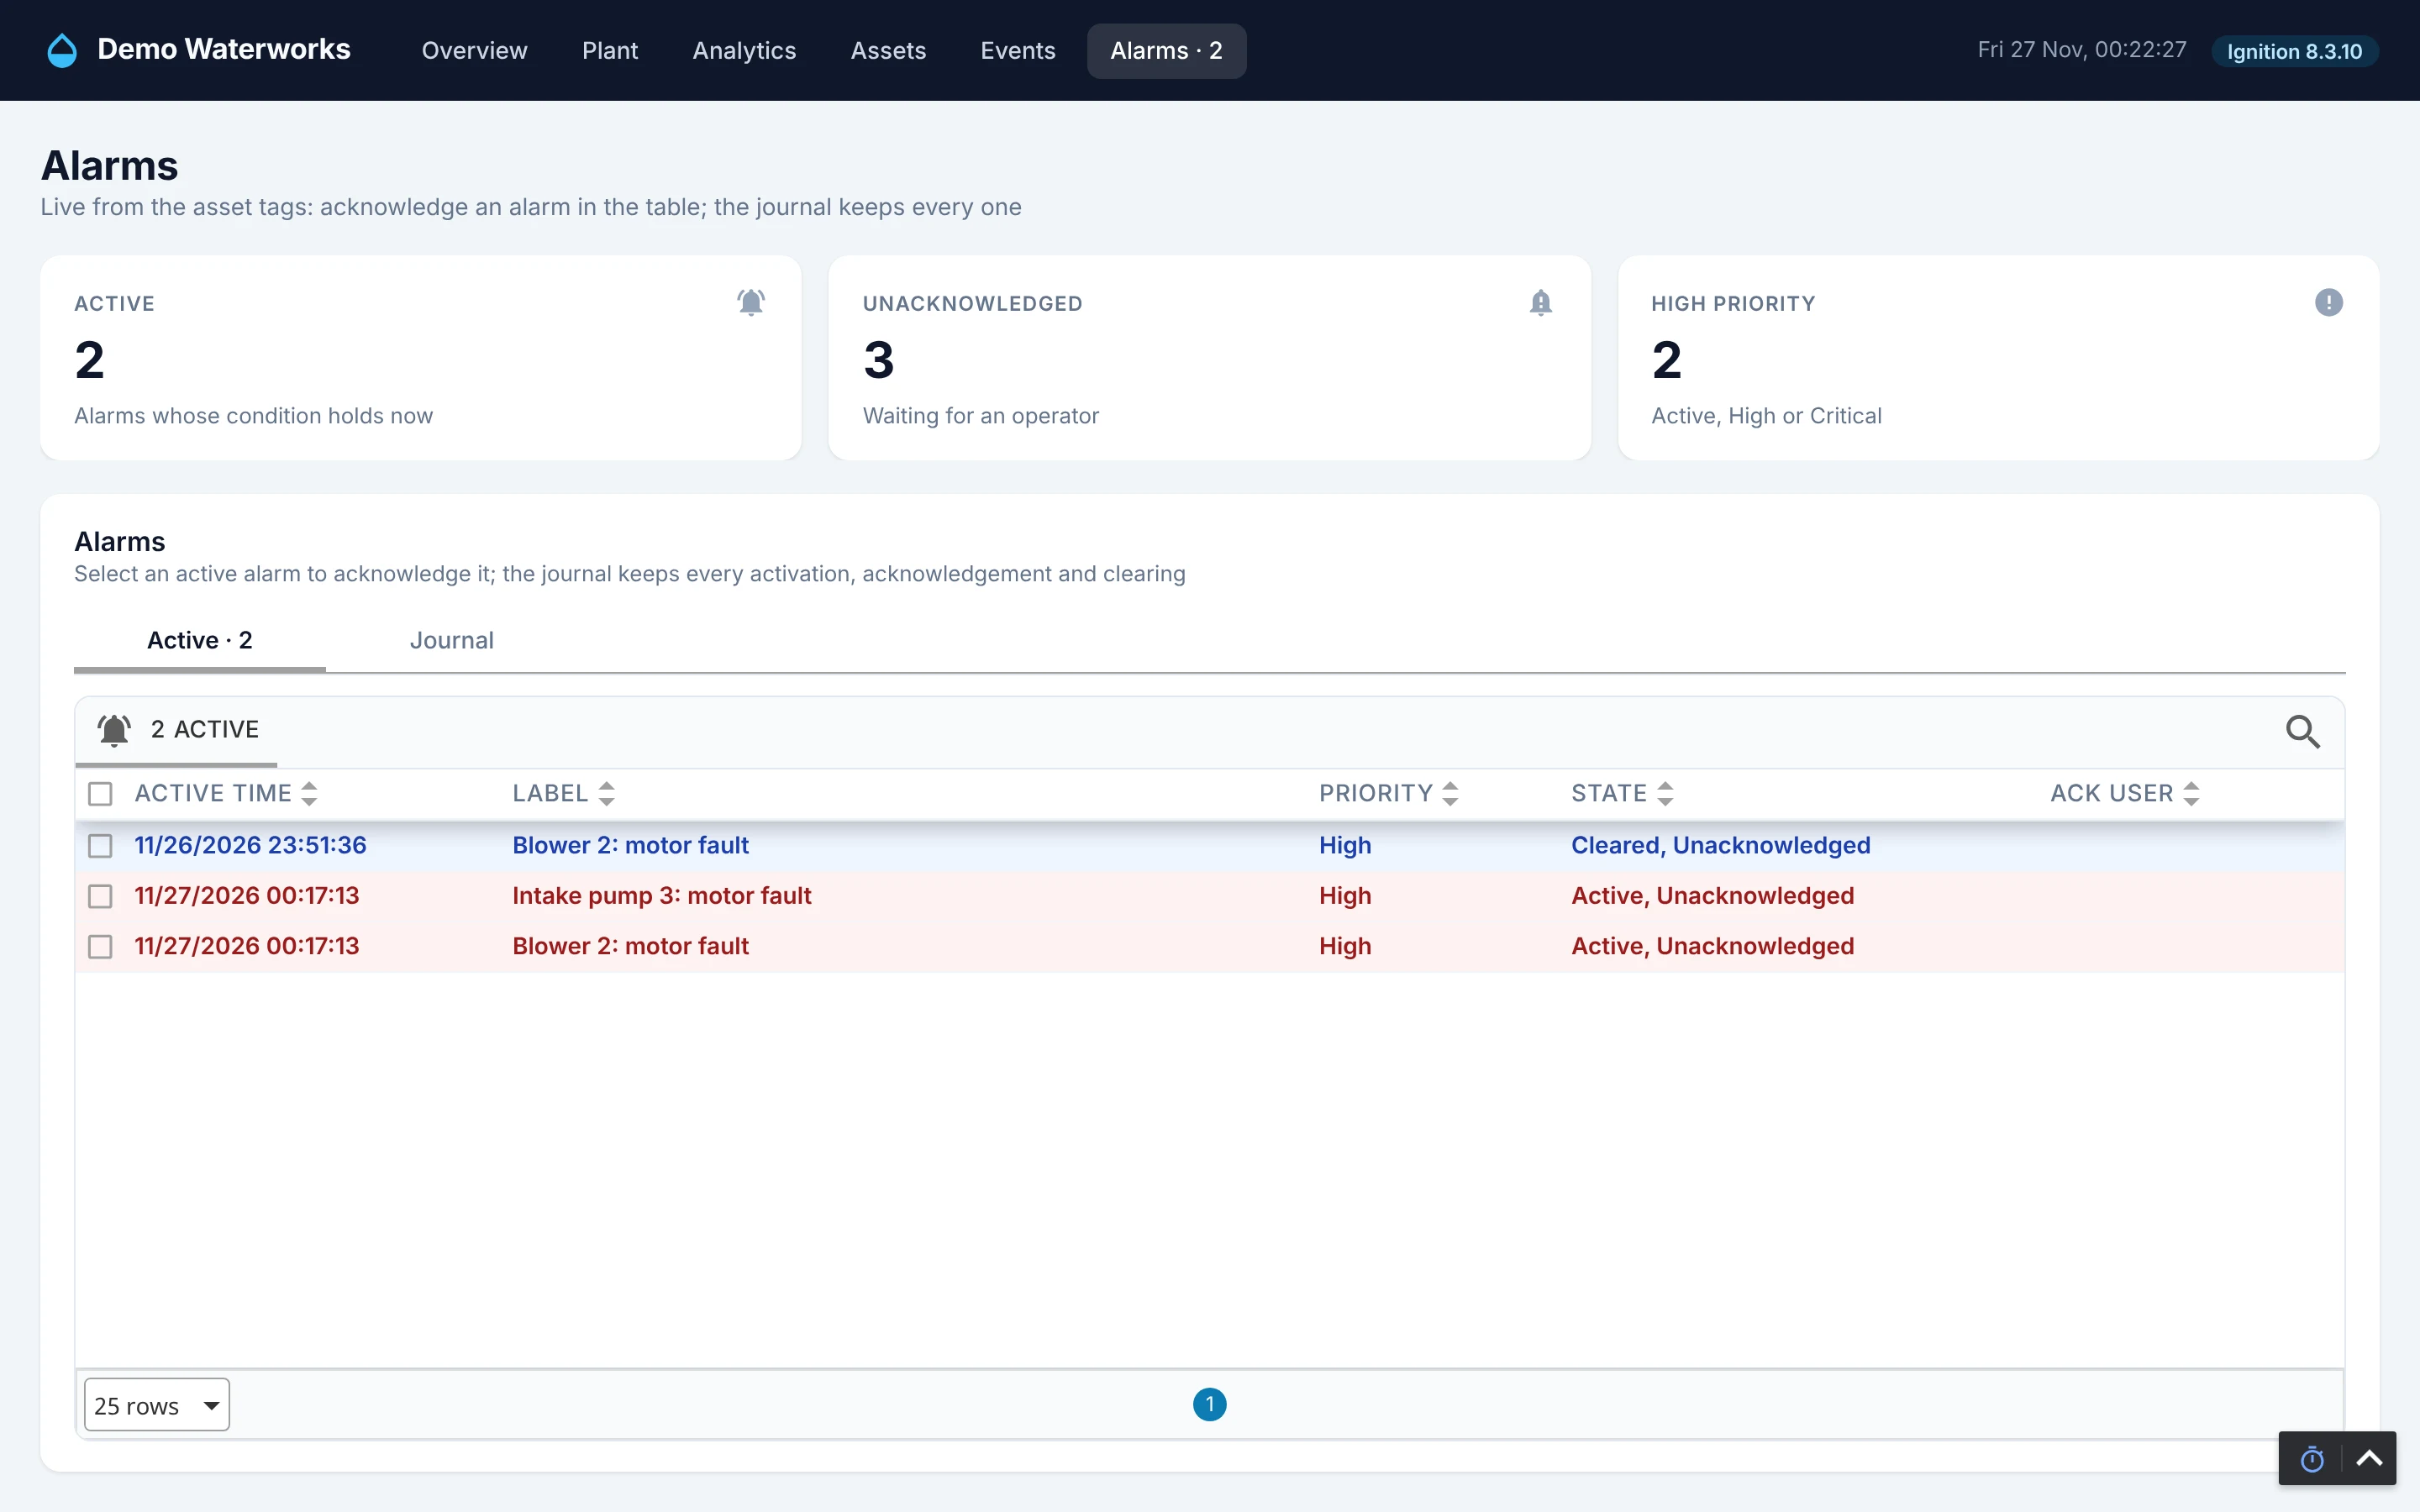 Demo Waterworks
Overview
Plant
Analytics
Assets
Events
Alarms · 2
Fri 27 Nov, 00:22:27
Ignition 8.3.10
Alarms
Live from the asset tags: acknowledge an alarm in the table; the journal keeps every one
ACTIVE
2
Alarms whose condition holds now
UNACKNOWLEDGED
3
Waiting for an operator
HIGH PRIORITY
2
Active, High or Critical
Alarms
Select an active alarm to acknowledge it; the journal keeps every activation, acknowledgement and clearing
Active · 2
Journal
2 ACTIVE
ACTIVE TIME LABEL PRIORITY STATE ACK USER
11/26/2026 23:51:36 Blower 2: motor fault High Cleared, Unacknowledged
11/27/2026 00:17:13 Intake pump 3: motor fault High Active, Unacknowledged
11/27/2026 00:17:13 Blower 2: motor fault High Active, Unacknowledged
25 rows
1